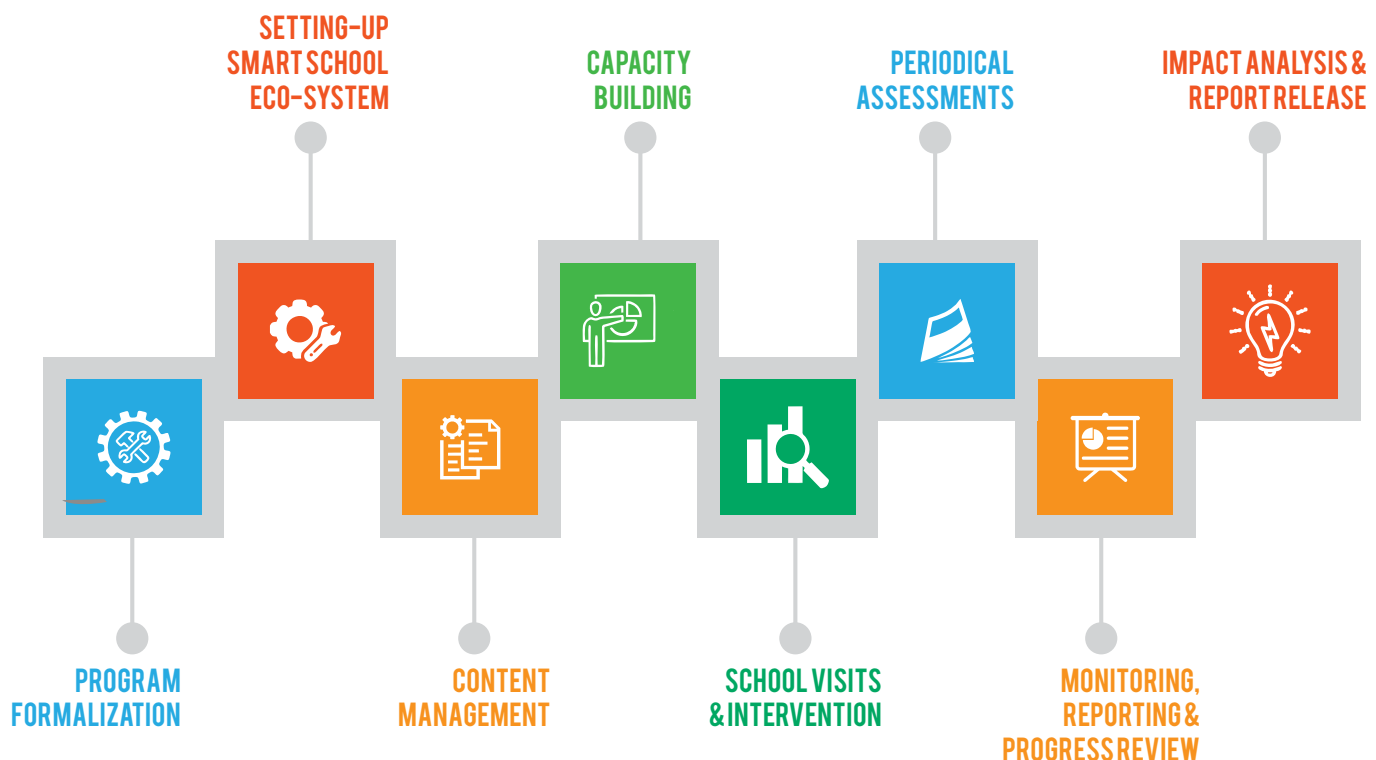 SETTING-UP
SMART SCHOOL
ECO-SYSTEM
CAPACITY
BUILDING
PERIODICAL
ASSESSMENTS
IMPACT ANALYSIS &
REPORT RELEASE
PROGRAM
FORMALIZATION
CONTENT
MANAGEMENT
SCHOOL VISITS
& INTERVENTION
MONITORING,
REPORTING &
PROGRESS REVIEW